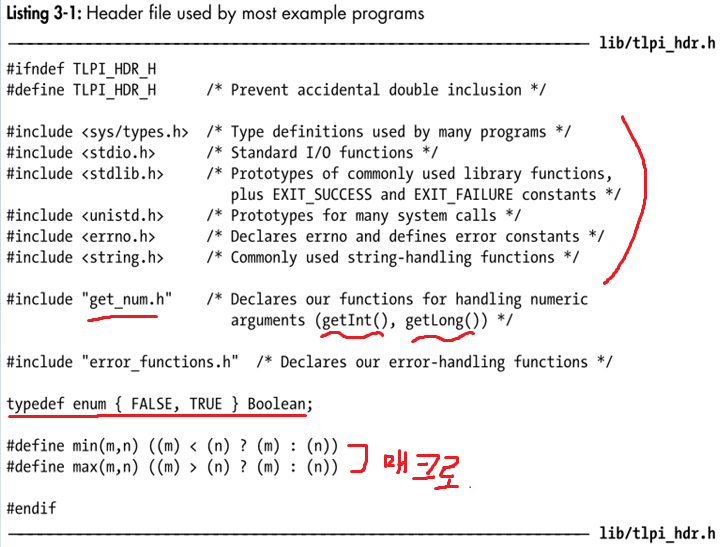 Listing 3-1: Header file used by most example programs
lib/tlpi_hdr.h
#ifndef TLPI_HDR_H
#define TLPI_HDR_H      /* Prevent accidental double inclusion */
#include <sys/types.h>  /* Type definitions used by many programs */
#include <stdio.h>      /* Standard I/O functions */
#include <stdlib.h>     /* Prototypes of commonly used library functions,
                           plus EXIT_SUCCESS and EXIT_FAILURE constants */
#include <unistd.h>     /* Prototypes for many system calls */
#include <errno.h>      /* Declares errno and defines error constants */
#include <string.h>     /* Commonly used string-handling functions */
#include "get_num.h"    /* Declares our functions for handling numeric
                           arguments (getInt(), getLong()) */
#include "error_functions.h"  /* Declares our error-handling functions */
typedef enum { FALSE, TRUE } Boolean;
#define min(m,n) ((m) < (n) ? (m) : (n))
#define max(m,n) ((m) > (n) ? (m) : (n))
매크로
#endif
lib/tlpi_hdr.h